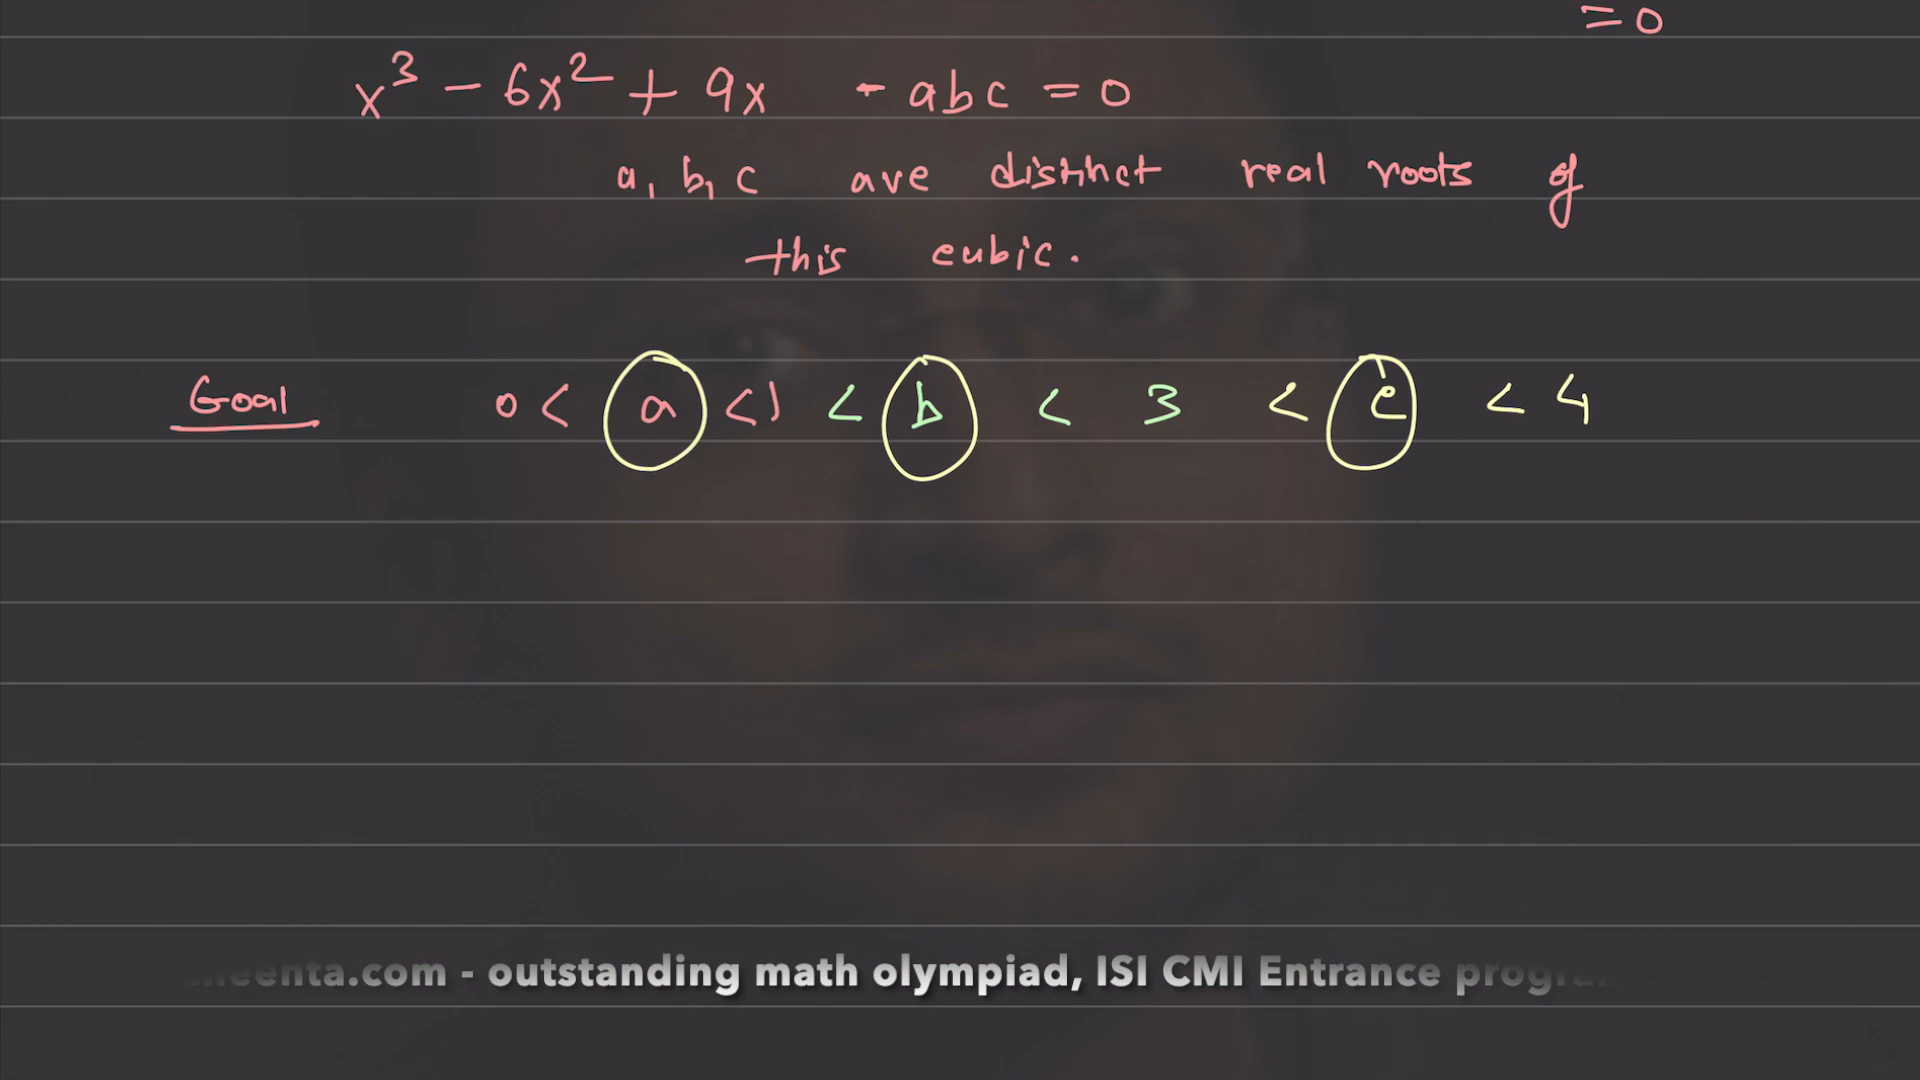 = 0
x³ - 6x² + 9x - abc = 0
a, b, c are distinct real roots of
this cubic.
Goal 0 < a < 1 < b < 3 < c < 4
.com - outstanding math olympiad, ISI CMI Entrance